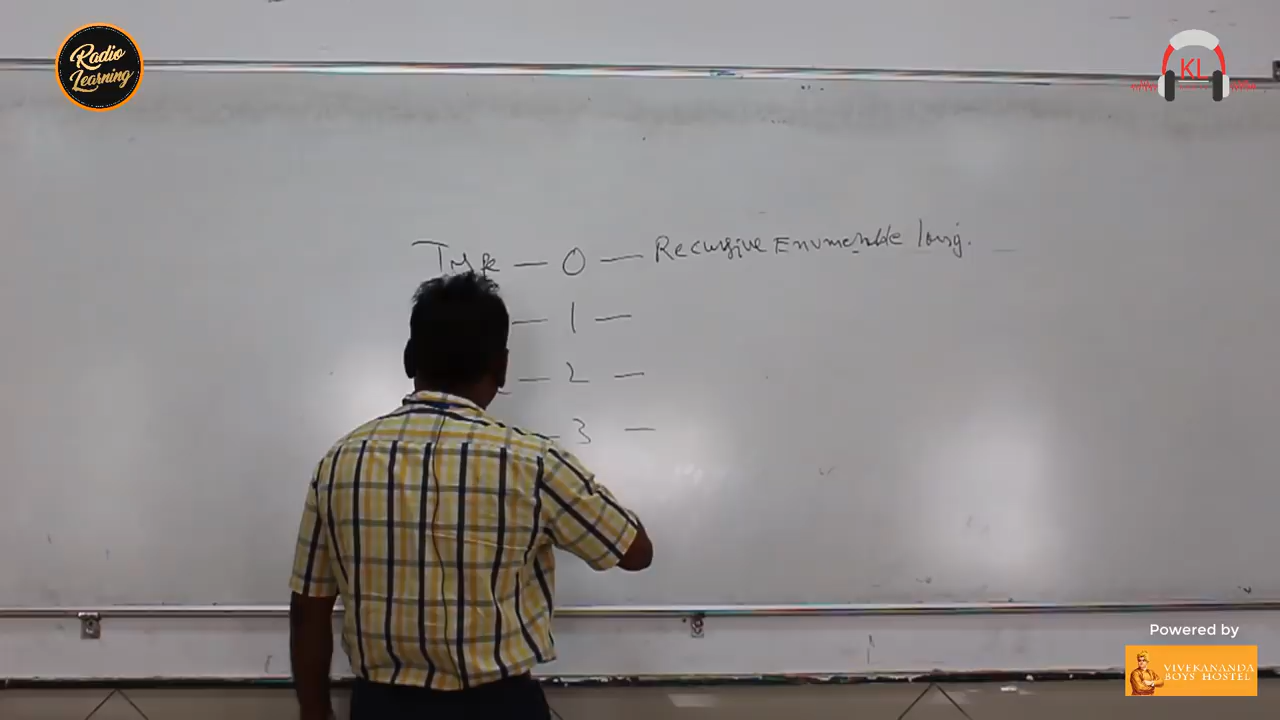 Radio
Learning
KL
Type — 0 — Recursive Enumerable lang.
— 1 —
— 2 —
— 3 —
Powered by
VIVEKANANDA
BOYS HOSTEL